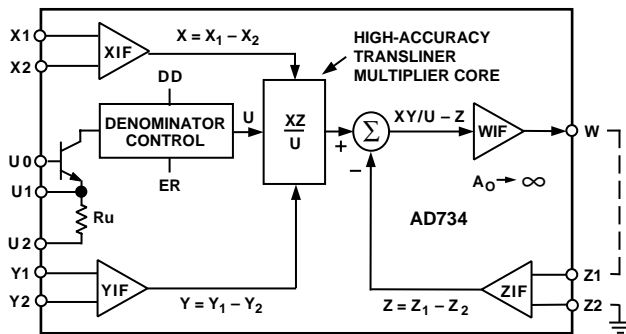 X1
X = X₁ – X₂
HIGH-ACCURACY
TRANSLINER
MULTIPLIER CORE
XIF
X2
DD
DENOMINATOR
CONTROL
U
XZ
U
Σ
XY/U – Z
WIF
W
U0
+
–
U1
ER
Aₒ → ∞
Ru
AD734
U2
Y1
Z1
YIF
ZIF
Y2
Y = Y₁ – Y₂
Z = Z₁ – Z₂
Z2